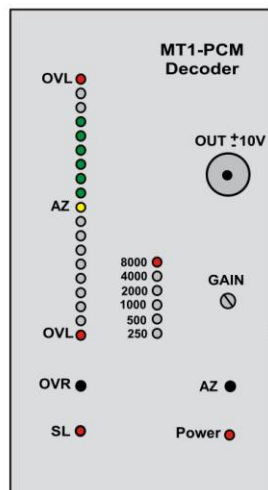 MT1-PCM
Decoder
OVL
OUT ±10V
AZ
8000
4000
2000
1000
500
250
GAIN
OVL
OVR
AZ
SL
Power